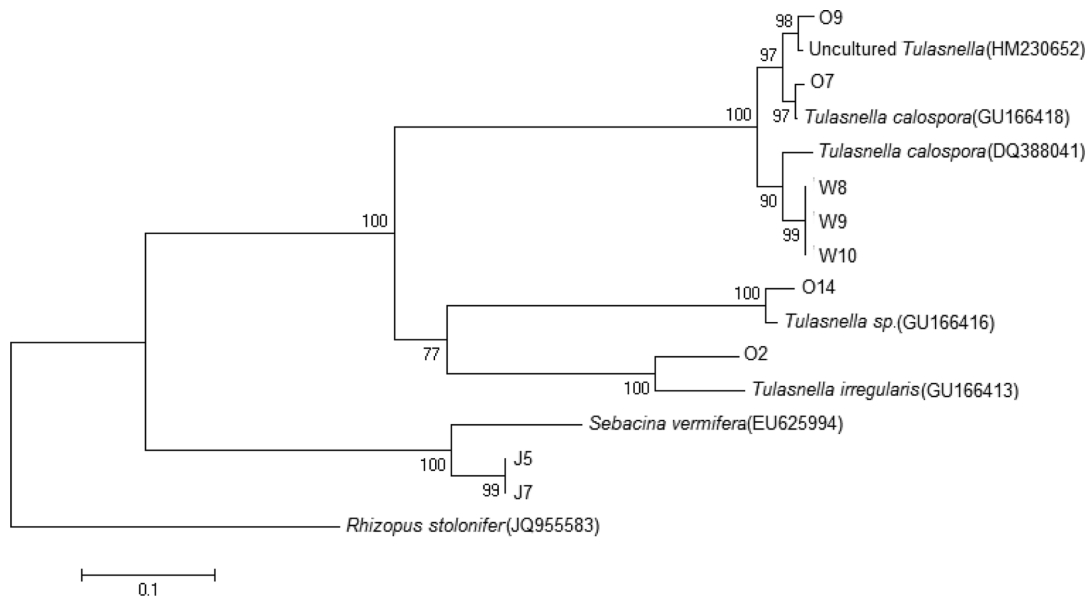 98 O9
Uncultured Tulasnella(HM230652)
97
O7
97 Tulasnella calospora(GU166418)
100
Tulasnella calospora(DQ388041)
W8
90
W9
99
W10
100 O14
Tulasnella sp.(GU166416)
100
77
O2
100
Tulasnella irregularis(GU166413)
Sebacina vermifera(EU625994)
100
J5
99 J7
Rhizopus stolonifer(JQ955583)
0.1